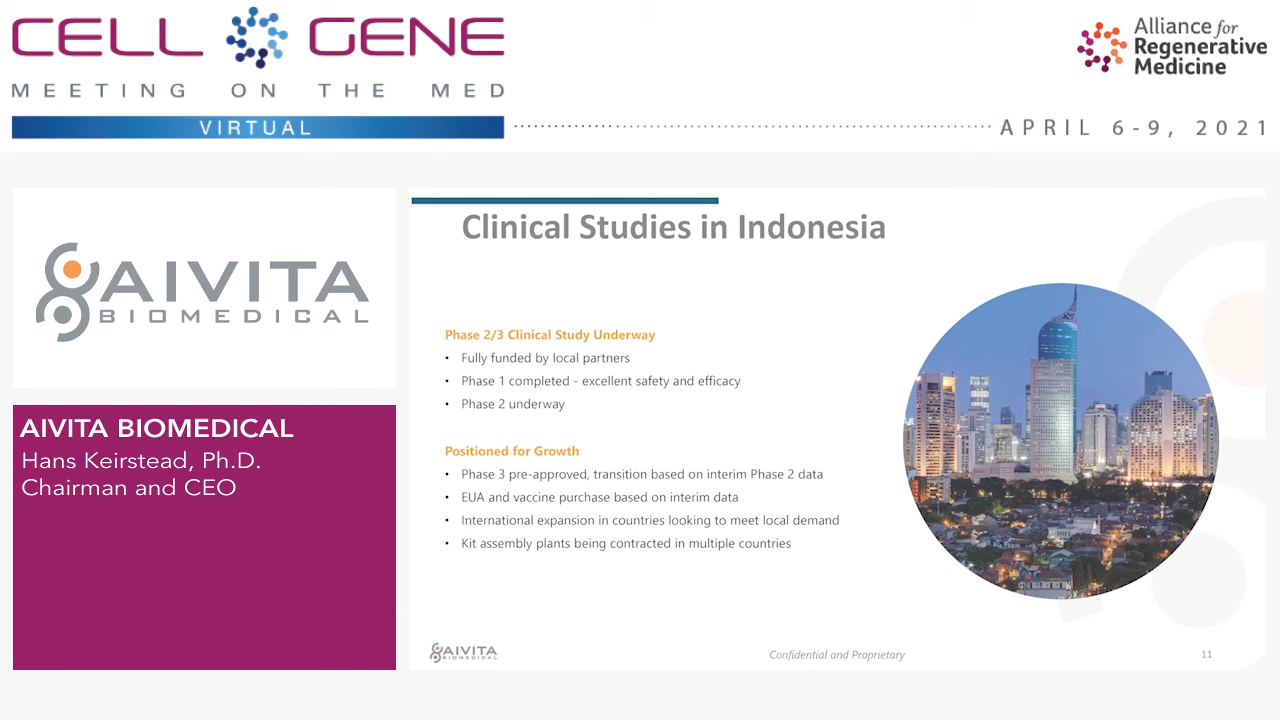 CELL GENE
MEETING ON THE MED
VIRTUAL
Alliance for
Regenerative
Medicine
APRIL 6-9, 2021
AIVITA
BIOMEDICAL
AIVITA BIOMEDICAL
Hans Keirstead, Ph.D.
Chairman and CEO
Clinical Studies in Indonesia
Phase 2/3 Clinical Study Underway
• Fully funded by local partners
• Phase 1 completed - excellent safety and efficacy
• Phase 2 underway
Positioned for Growth
• Phase 3 pre-approved, transition based on interim Phase 2 data
• EUA and vaccine purchase based on interim data
• International expansion in countries looking to meet local demand
• Kit assembly plants being contracted in multiple countries
AIVITA
BIOMEDICAL
Confidential and Proprietary
11